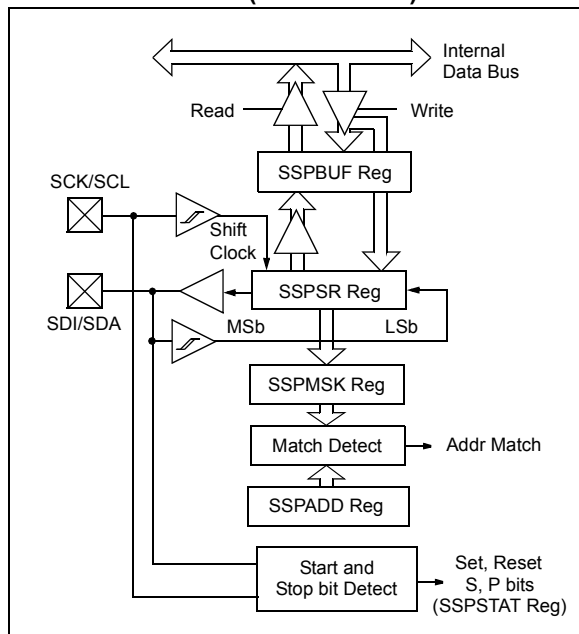 Internal
Data Bus
Read
Write
SSPBUF Reg
SCK/SCL
Shift
Clock
SSPSR Reg
SDI/SDA
MSb
LSb
SSPMSK Reg
Match Detect
Addr Match
SSPADD Reg
Start and
Stop bit Detect
Set, Reset
S, P bits
(SSPSTAT Reg)